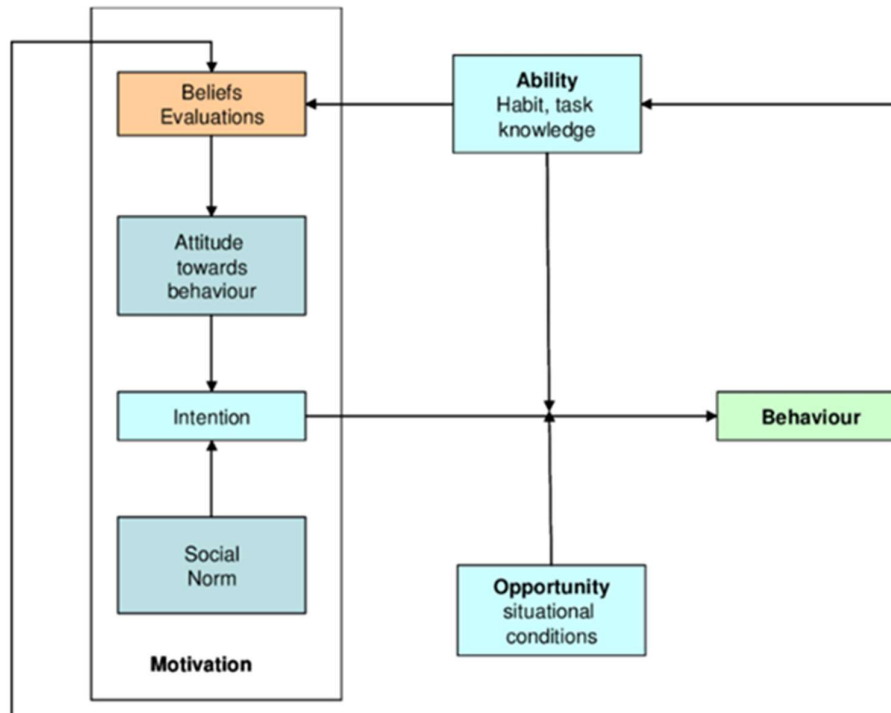 Beliefs
Evaluations
Ability
Habit, task
knowledge
Attitude
towards
behaviour
Intention
Behaviour
Social
Norm
Opportunity
situational
conditions
Motivation